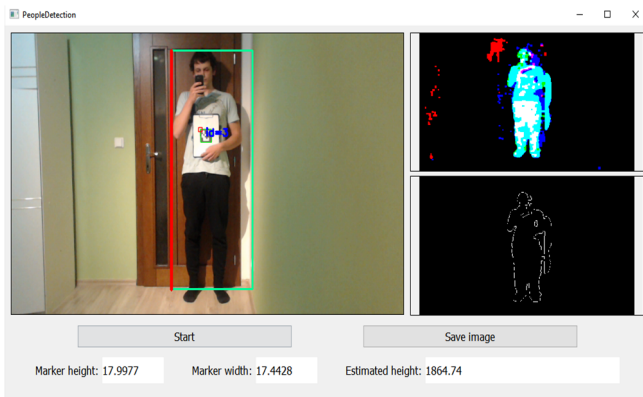 PeopleDetection
id=3
Start
Save image
Marker height: 17.9977
Marker width: 17.4428
Estimated height: 1864.74